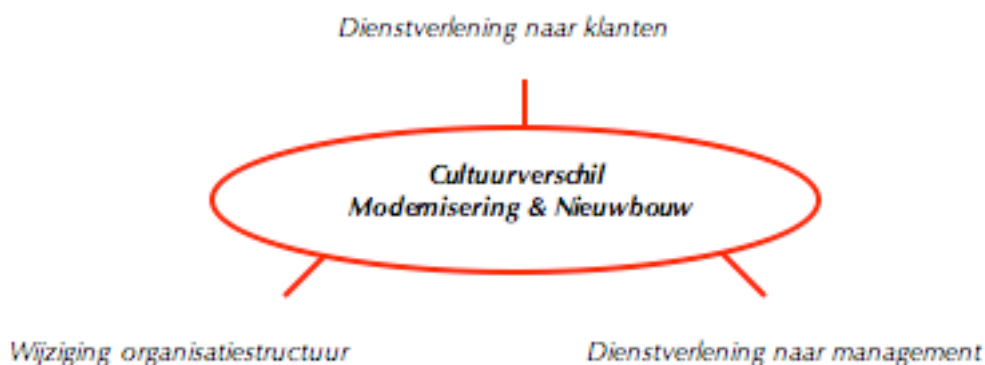 Dienstverlening naar klanten
Cultuurverschil
Modernisering & Nieuwbouw
Wijziging organisatiestructuur
Dienstverlening naar management